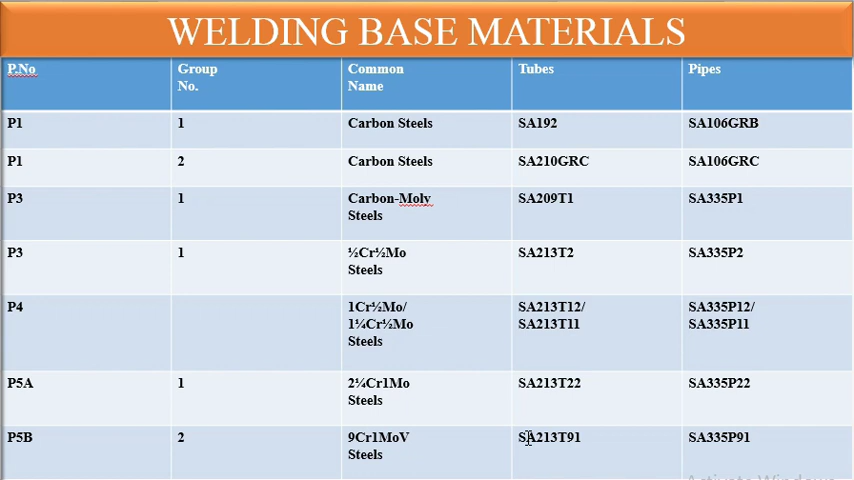 WELDING BASE MATERIALS
P.No Group No. Common Name Tubes Pipes
P1 1 Carbon Steels SA192 SA106GRB
P1 2 Carbon Steels SA210GRC SA106GRC
P3 1 Carbon-Moly Steels SA209T1 SA335P1
P3 1 ½Cr½Mo Steels SA213T2 SA335P2
P4 1Cr½Mo/ 1¼Cr½Mo Steels SA213T12/ SA213T11 SA335P12/ SA335P11
P5A 1 2¼Cr1Mo Steels SA213T22 SA335P22
P5B 2 9Cr1MoV Steels SA213T91 SA335P91
Activate Windows